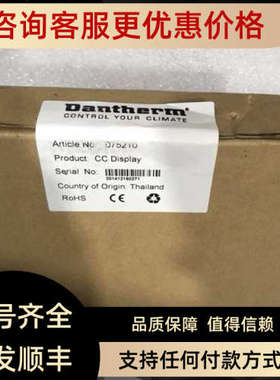 咨询客服更优惠价格
Dantherm®
CONTROL YOUR CLIMATE
Article No: 075210
Product: CC Display
Serial No:
Country of Origin: Thailand
RoHS CE
号齐全
发顺丰
品质保障 值得信赖
支持任何付款方式